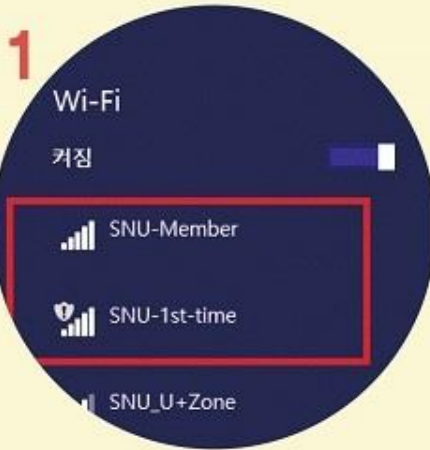 1
Wi-Fi
켜짐
SNU-Member
SNU-1st-time
SNU_U+Zone